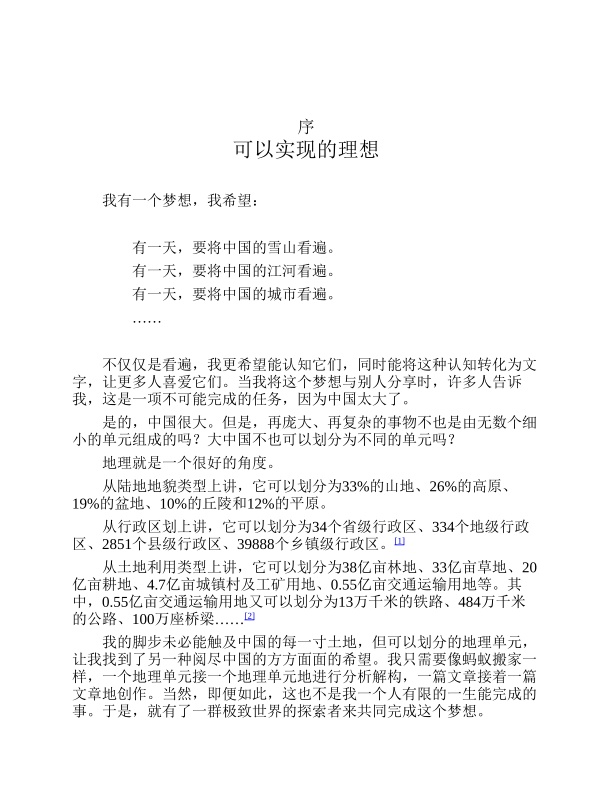 序
可以实现的理想
我有一个梦想，我希望：
有一天，要将中国的雪山看遍。
有一天，要将中国的江河看遍。
有一天，要将中国的城市看遍。
……
不仅仅是看遍，我更希望能认知它们，同时能将这种认知转化为文
字，让更多人喜爱它们。当我将这个梦想与别人分享时，许多人告诉
我，这是一项不可能完成的任务，因为中国太大了。
是的，中国很大。但是，再庞大、再复杂的事物不也是由无数个细
小的单元组成的吗？大中国不也可以划分为不同的单元吗？
地理就是一个很好的角度。
从陆地地貌类型上讲，它可以划分为33%的山地、26%的高原、
19%的盆地、10%的丘陵和12%的平原。
从行政区划上讲，它可以划分为34个省级行政区、334个地级行政
区、2851个县级行政区、39888个乡镇级行政区。[1]
从土地利用类型上讲，它可以划分为38亿亩林地、33亿亩草地、20
亿亩耕地、4.7亿亩城镇村及工矿用地、0.55亿亩交通运输用地等。其
中，0.55亿亩交通运输用地又可以划分为13万千米的铁路、484万千米
的公路、100万座桥梁……[2]
我的脚步未必能触及中国的每一寸土地，但可以划分的地理单元，
让我找到了另一种阅尽中国的方方面面的希望。我只需要像蚂蚁搬家一
样，一个地理单元接一个地理单元地进行分析解构，一篇文章接着一篇
文章地创作。当然，即便如此，这也不是我一个人有限的一生能完成的
事。于是，就有了一群极致世界的探索者来共同完成这个梦想。